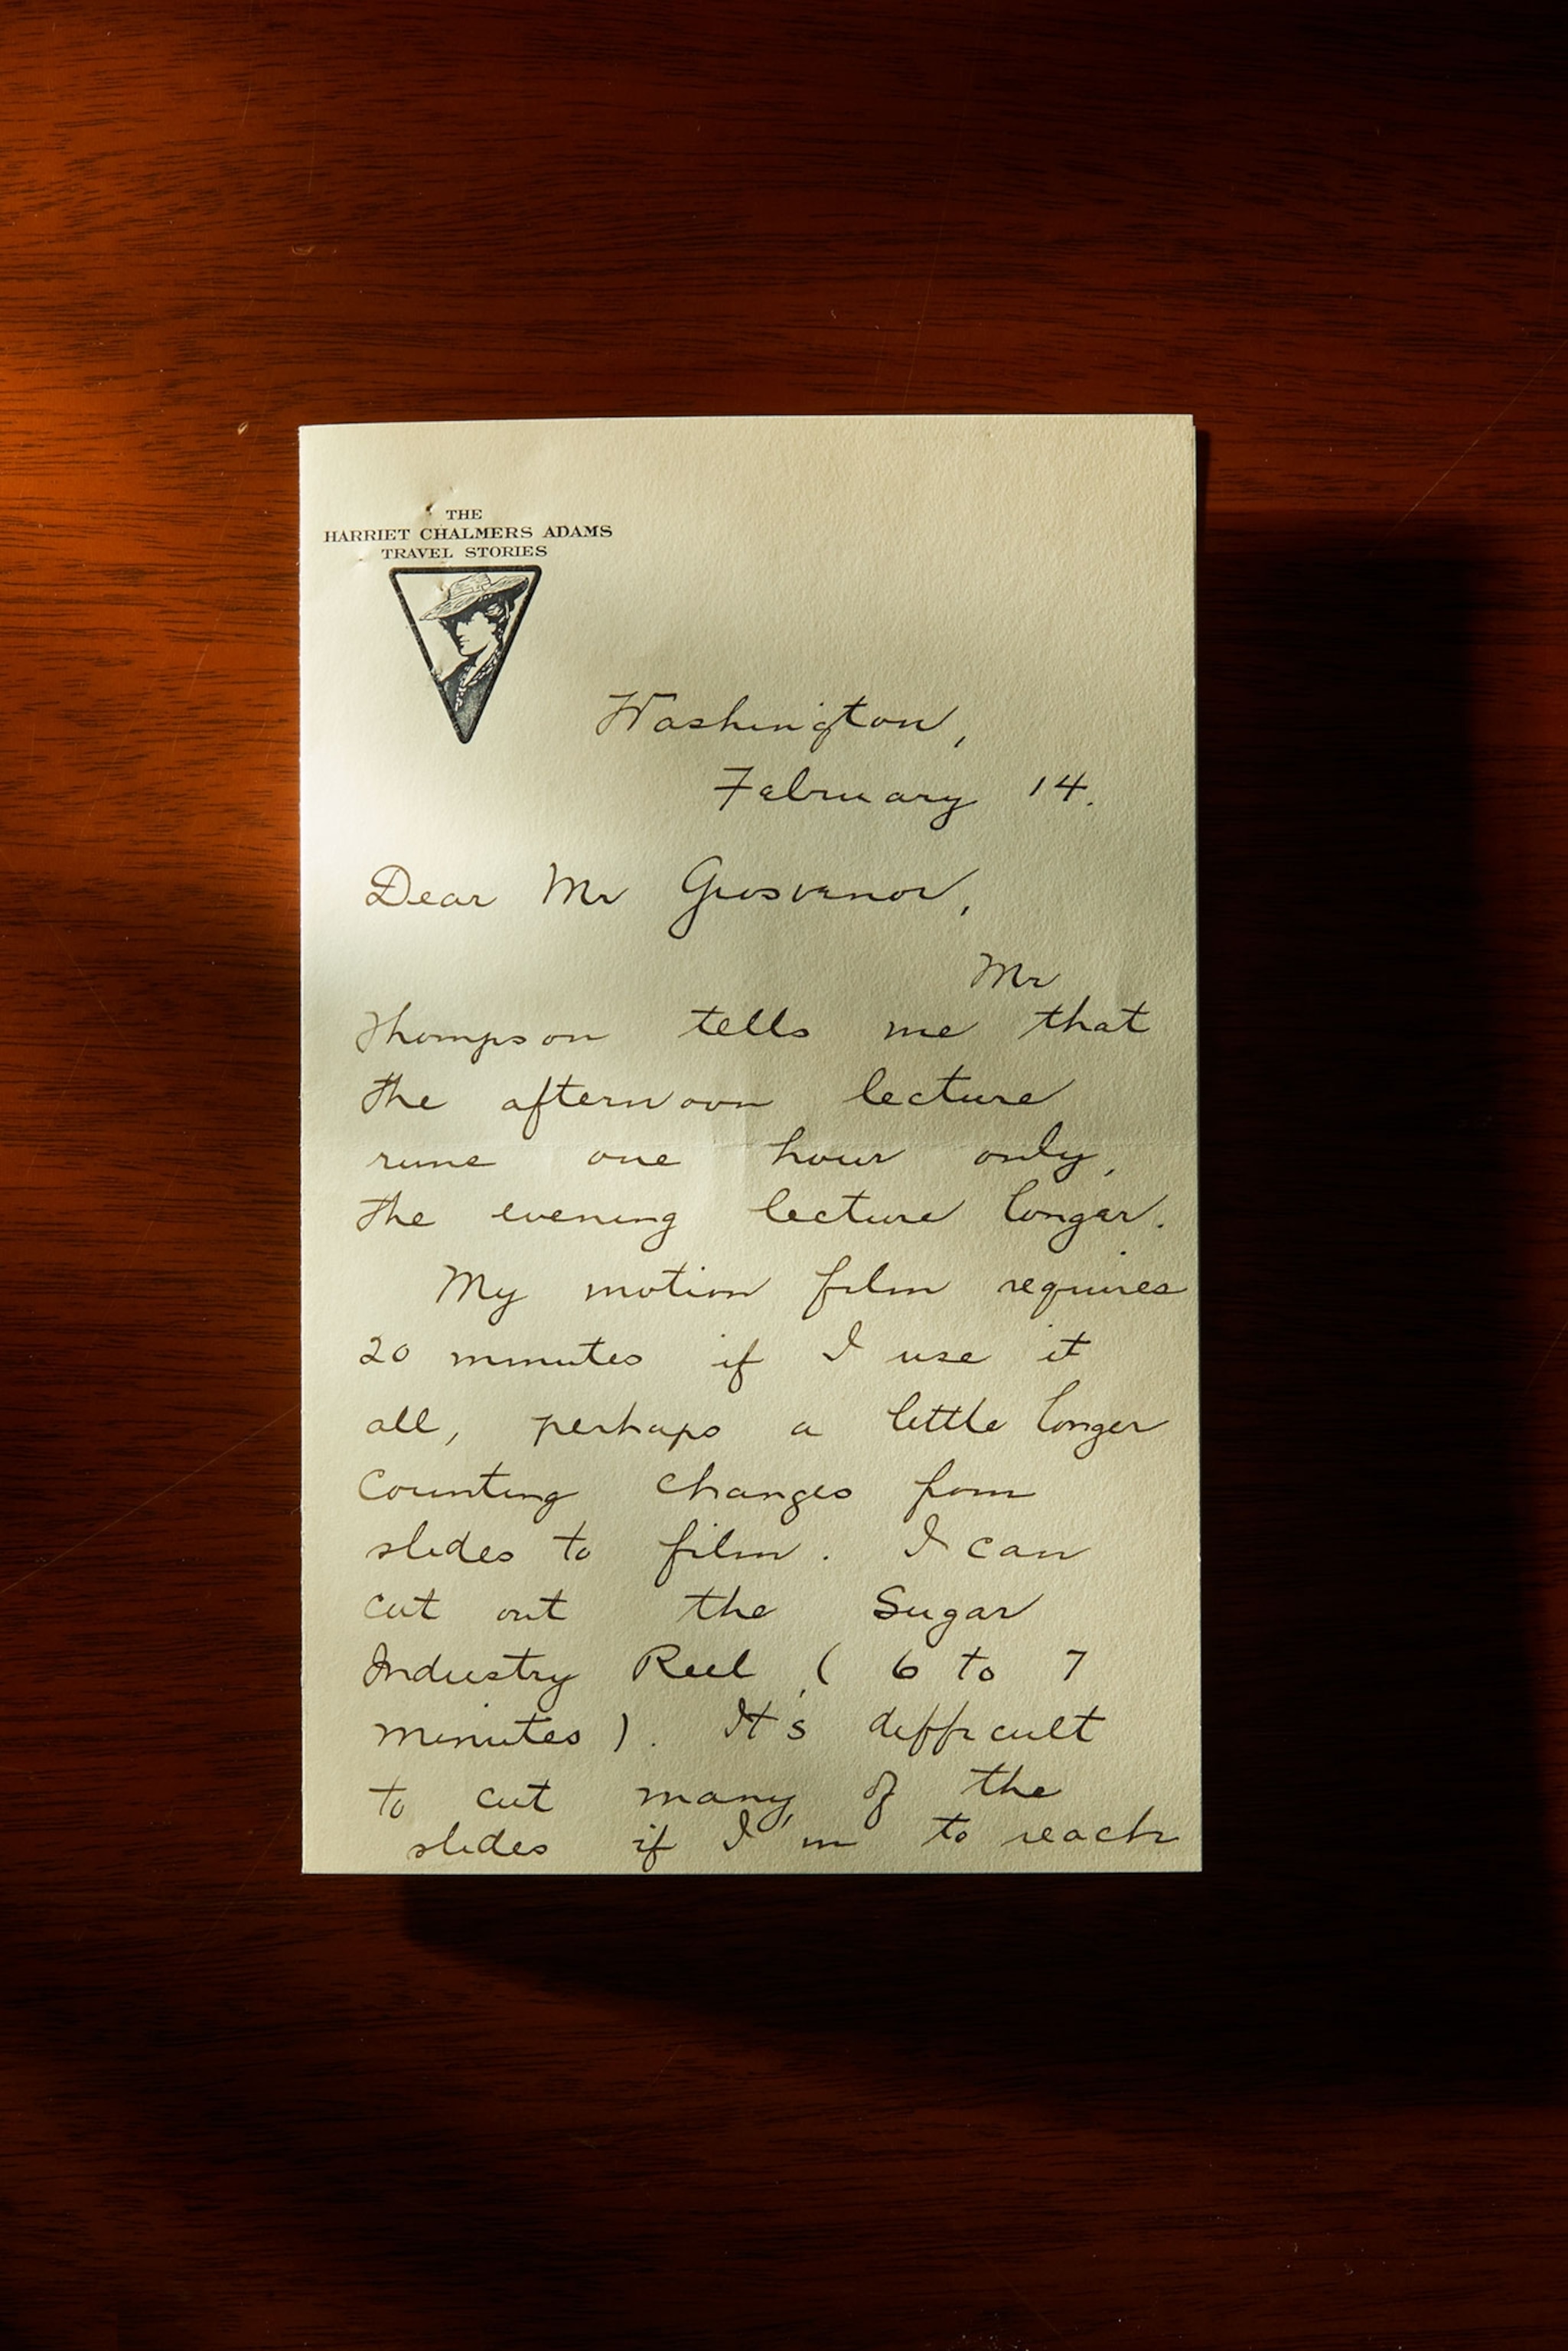 THE
HARRIET CHALMERS ADAMS
TRAVEL STORIES
Washington,
February 14.
Dear Mr Grosvenor,
Mr
Thompson tells me that
the afternoon lecture
runs one hour only,
the evening lecture longer.
My motion film requires
20 minutes if I use it
all, perhaps a little longer
counting changes from
slides to film. I can
cut out the Sugar
Industry Reel (6 to 7
minutes). It's difficult
to cut many of the
slides if I'm to reach